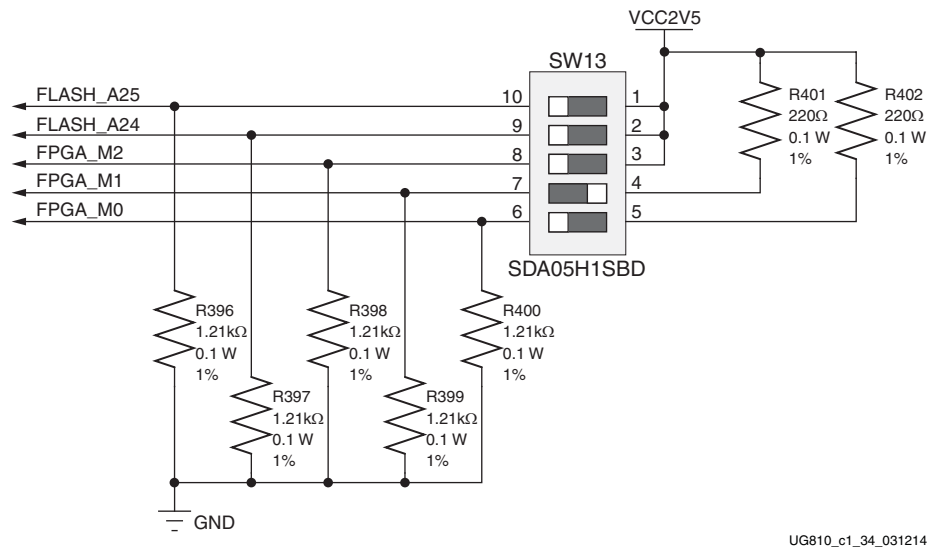 VCC2V5
SW13
FLASH_A25
10
1
R401
220Ω
0.1 W
1%
R402
220Ω
0.1 W
1%
FLASH_A24
9
2
FPGA_M2
8
3
FPGA_M1
7
4
FPGA_M0
6
5
SDA05H1SBD
R396
1.21kΩ
0.1 W
1%
R398
1.21kΩ
0.1 W
1%
R400
1.21kΩ
0.1 W
1%
R397
1.21kΩ
0.1 W
1%
R399
1.21kΩ
0.1 W
1%
GND
UG810_c1_34_031214